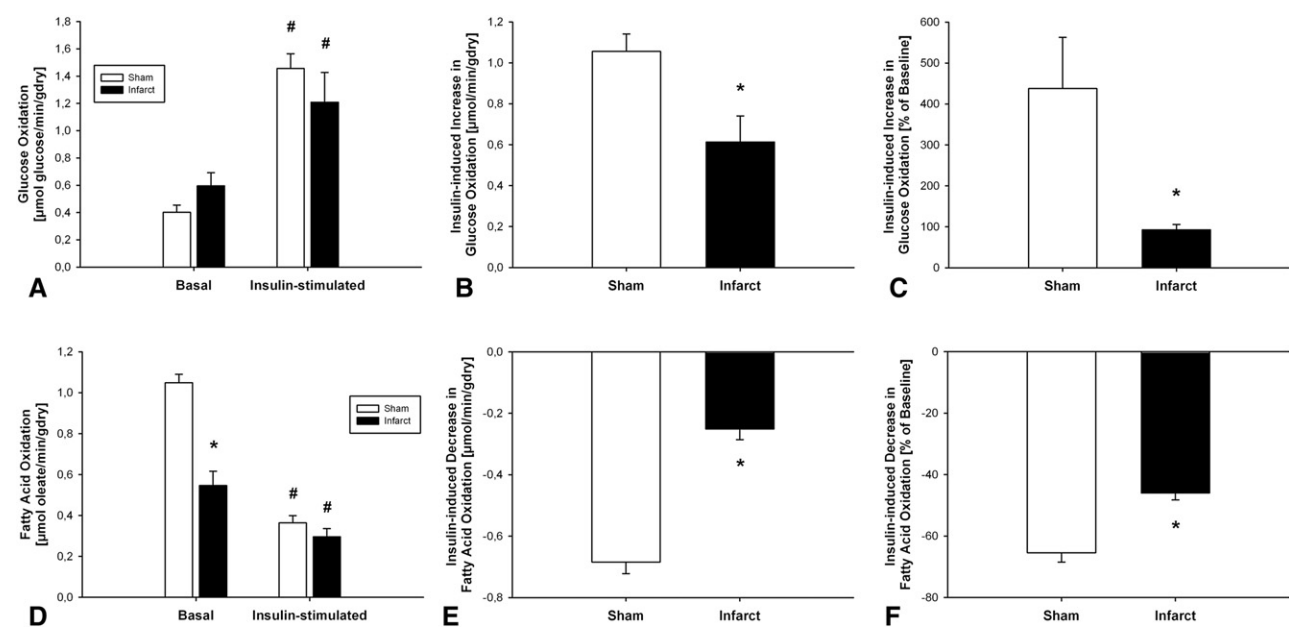 Glucose Oxidation
[µmol glucose/min/gdry]
1,8
1,6
1,4
1,2
1,0
0,8
0,6
0,4
0,2
0,0
Sham
Infarct
# #
Basal Insulin-stimulated
A
Insulin-induced Increase in
Glucose Oxidation [µmol/min/gdry]
1,2
1,0
0,8
0,6
0,4
0,2
0,0
*
Sham Infarct
B
Insulin-induced Increase in
Glucose Oxidation [% of Baseline]
600
500
400
300
200
100
0
*
Sham Infarct
C
Fatty Acid Oxidation
[µmol oleate/min/gdry]
1,2
1,0
0,8
0,6
0,4
0,2
0,0
Sham
Infarct
*
# #
Basal Insulin-stimulated
D
Insulin-induced Decrease in
Fatty Acid Oxidation [µmol/min/gdry]
0,0
-0,2
-0,4
-0,6
-0,8
*
Sham Infarct
E
Insulin-induced Decrease in
Fatty Acid Oxidation [% of Baseline]
0
-20
-40
-60
-80
*
Sham Infarct
F